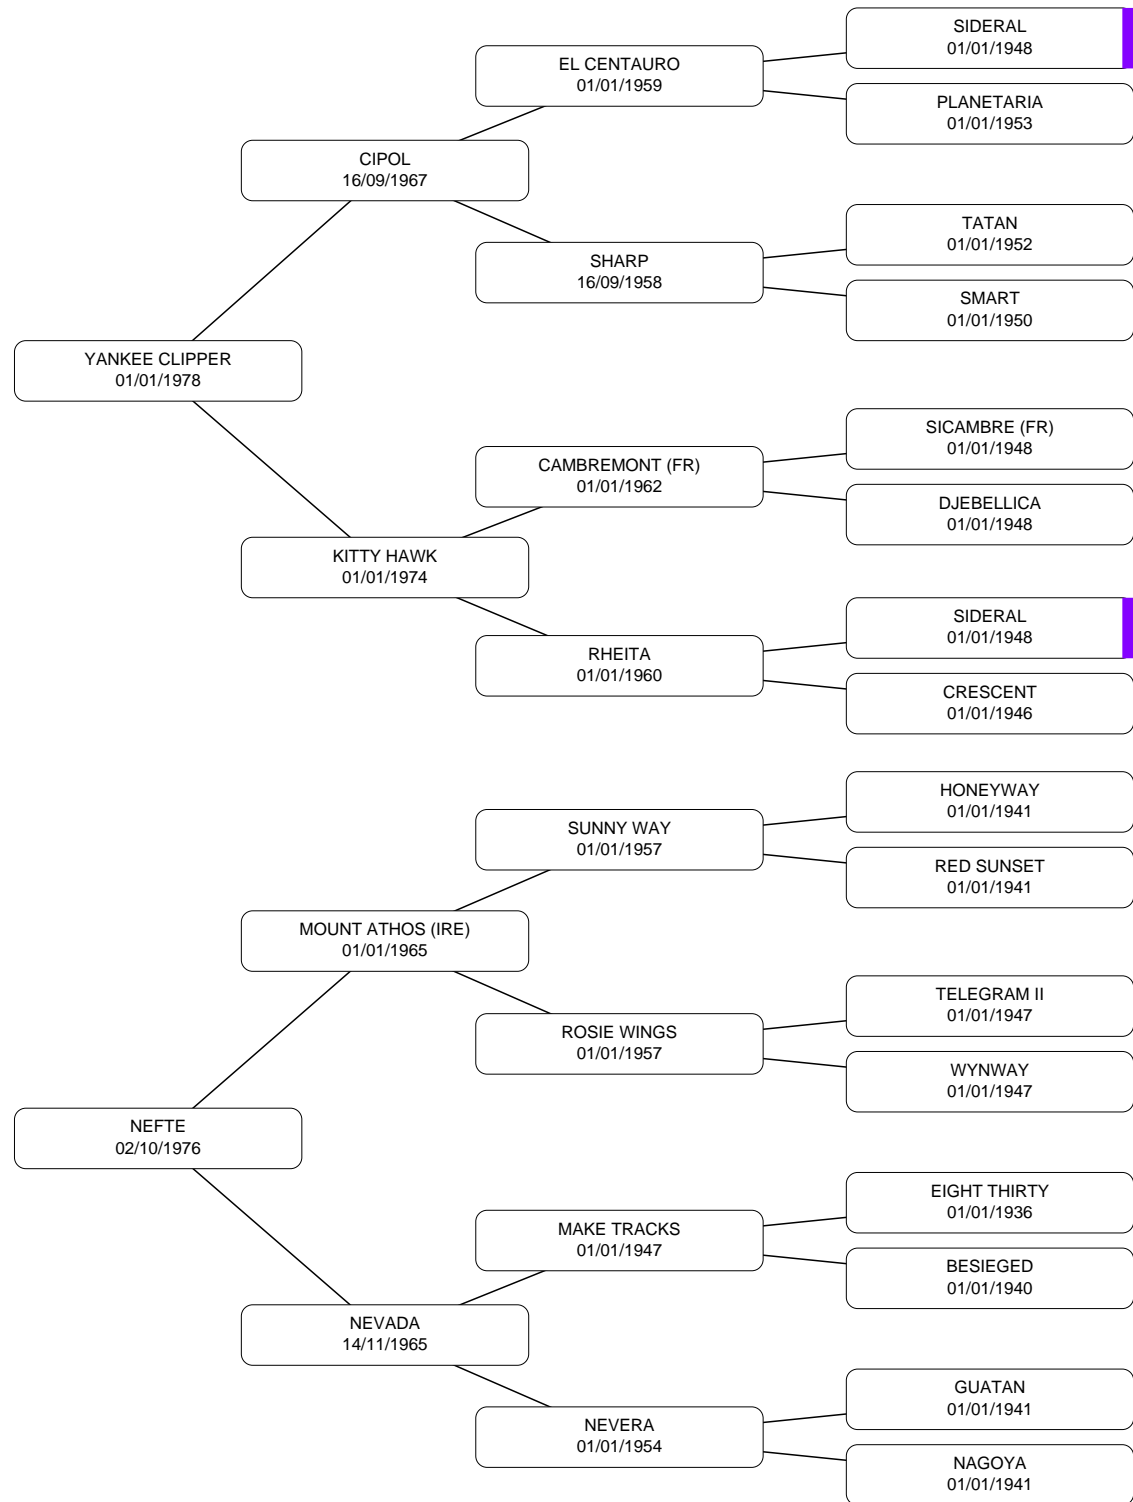 SIDERAL
01/01/1948
EL CENTAURO
01/01/1959
PLANETARIA
01/01/1953
CIPOL
16/09/1967
TATAN
01/01/1952
SHARP
16/09/1958
SMART
01/01/1950
YANKEE CLIPPER
01/01/1978
SICAMBRE (FR)
01/01/1948
CAMBREMONT (FR)
01/01/1962
DJEBELLICA
01/01/1948
KITTY HAWK
01/01/1974
SIDERAL
01/01/1948
RHEITA
01/01/1960
CRESCENT
01/01/1946
HONEYWAY
01/01/1941
SUNNY WAY
01/01/1957
RED SUNSET
01/01/1941
MOUNT ATHOS (IRE)
01/01/1965
TELEGRAM II
01/01/1947
ROSIE WINGS
01/01/1957
WYNWAY
01/01/1947
NEFTE
02/10/1976
EIGHT THIRTY
01/01/1936
MAKE TRACKS
01/01/1947
BESIEGED
01/01/1940
NEVADA
14/11/1965
GUATAN
01/01/1941
NEVERA
01/01/1954
NAGOYA
01/01/1941